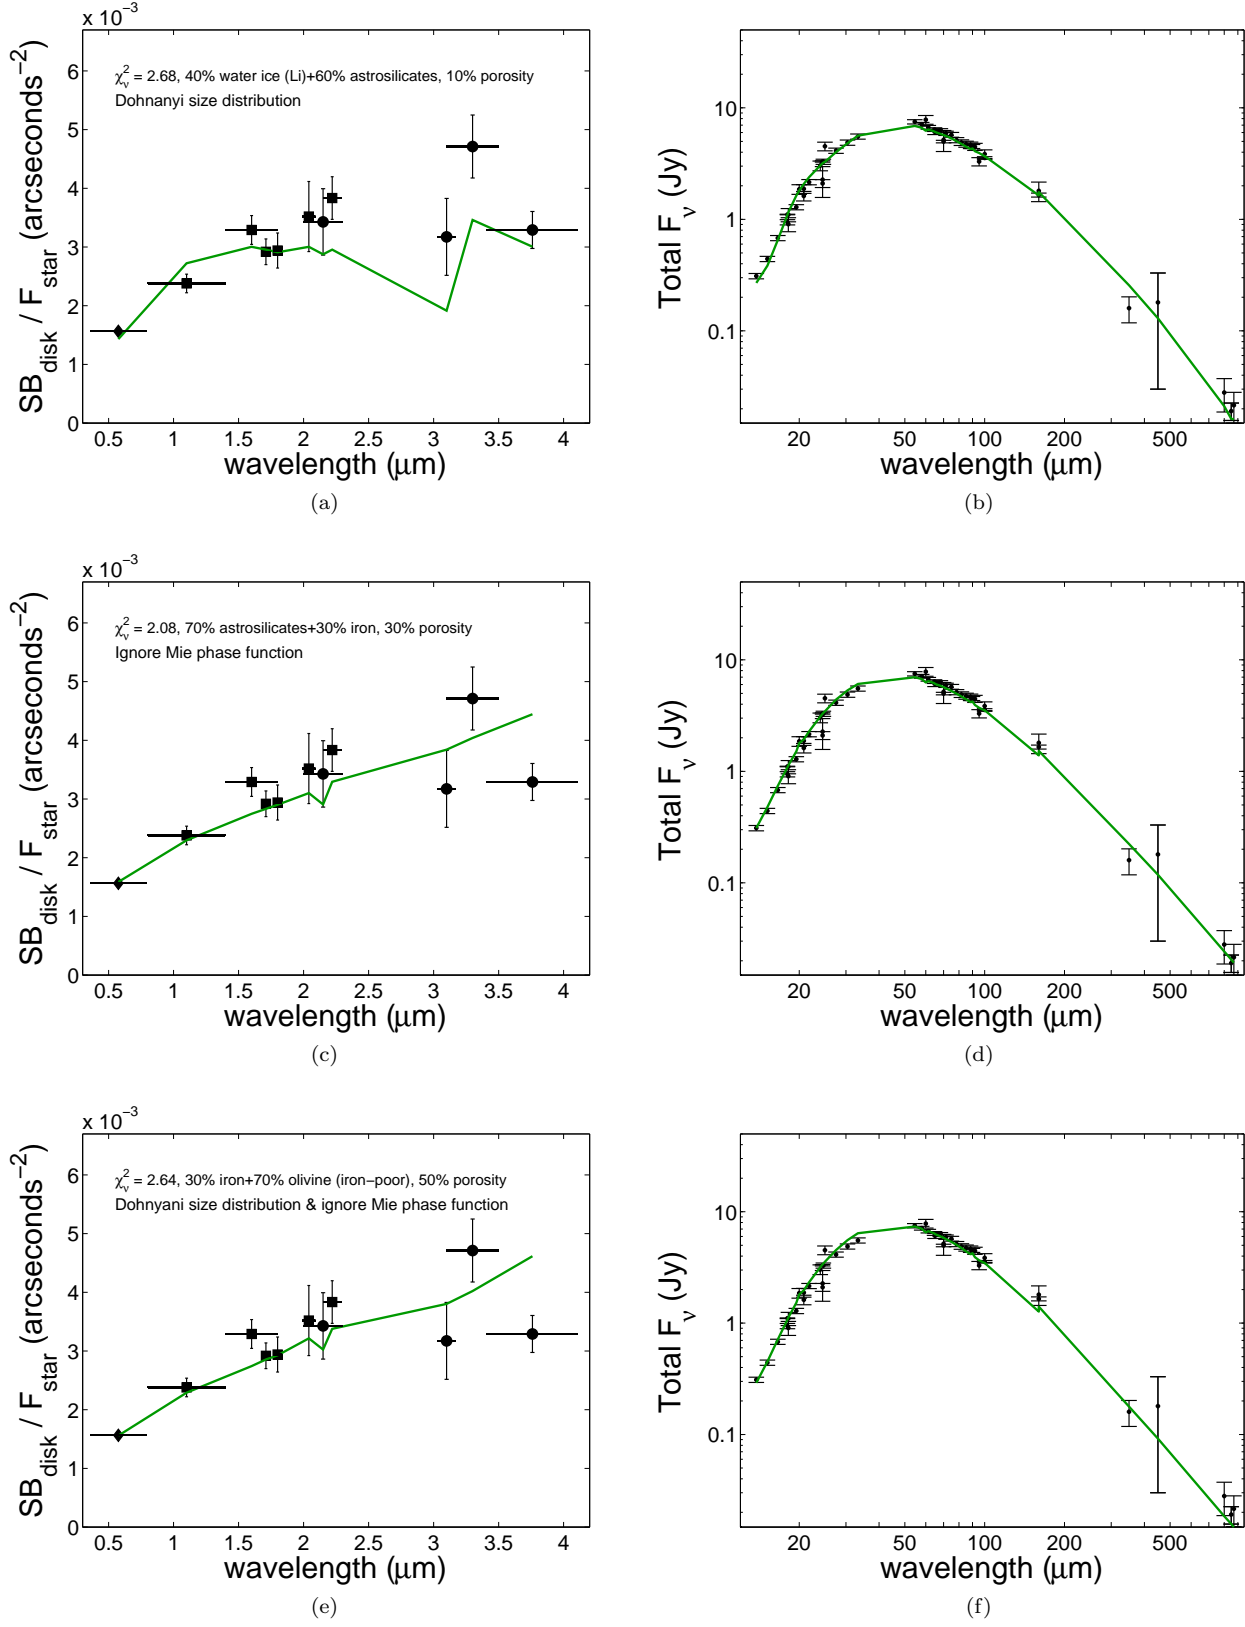 x 10⁻³
6
5
4
3
2
1
0
SB_disk / F_star (arcseconds⁻²)
χ²_ν = 2.68, 40% water ice (Li)+60% astrosilicates, 10% porosity
Dohnanyi size distribution
0.5 1 1.5 2 2.5 3 3.5 4
wavelength (μm)
(a)
10
1
0.1
Total F_ν (Jy)
20 50 100 200 500
wavelength (μm)
(b)
x 10⁻³
6
5
4
3
2
1
0
SB_disk / F_star (arcseconds⁻²)
χ²_ν = 2.08, 70% astrosilicates+30% iron, 30% porosity
Ignore Mie phase function
0.5 1 1.5 2 2.5 3 3.5 4
wavelength (μm)
(c)
10
1
0.1
Total F_ν (Jy)
20 50 100 200 500
wavelength (μm)
(d)
x 10⁻³
6
5
4
3
2
1
0
SB_disk / F_star (arcseconds⁻²)
χ²_ν = 2.64, 30% iron+70% olivine (iron−poor), 50% porosity
Dohnyani size distribution & ignore Mie phase function
0.5 1 1.5 2 2.5 3 3.5 4
wavelength (μm)
(e)
10
1
0.1
Total F_ν (Jy)
20 50 100 200 500
wavelength (μm)
(f)